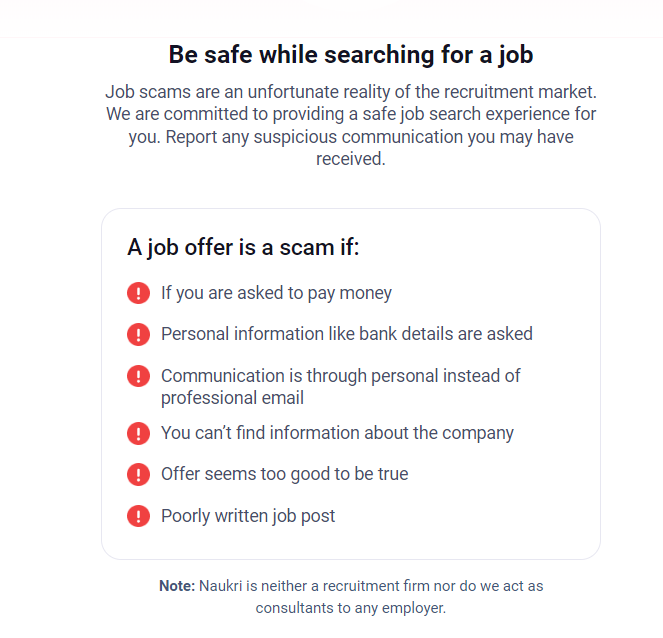 Be safe while searching for a job
Job scams are an unfortunate reality of the recruitment market.
We are committed to providing a safe job search experience for
you. Report any suspicious communication you may have
received.
A job offer is a scam if:
If you are asked to pay money
Personal information like bank details are asked
Communication is through personal instead of
professional email
You can’t find information about the company
Offer seems too good to be true
Poorly written job post
Note: Naukri is neither a recruitment firm nor do we act as
consultants to any employer.